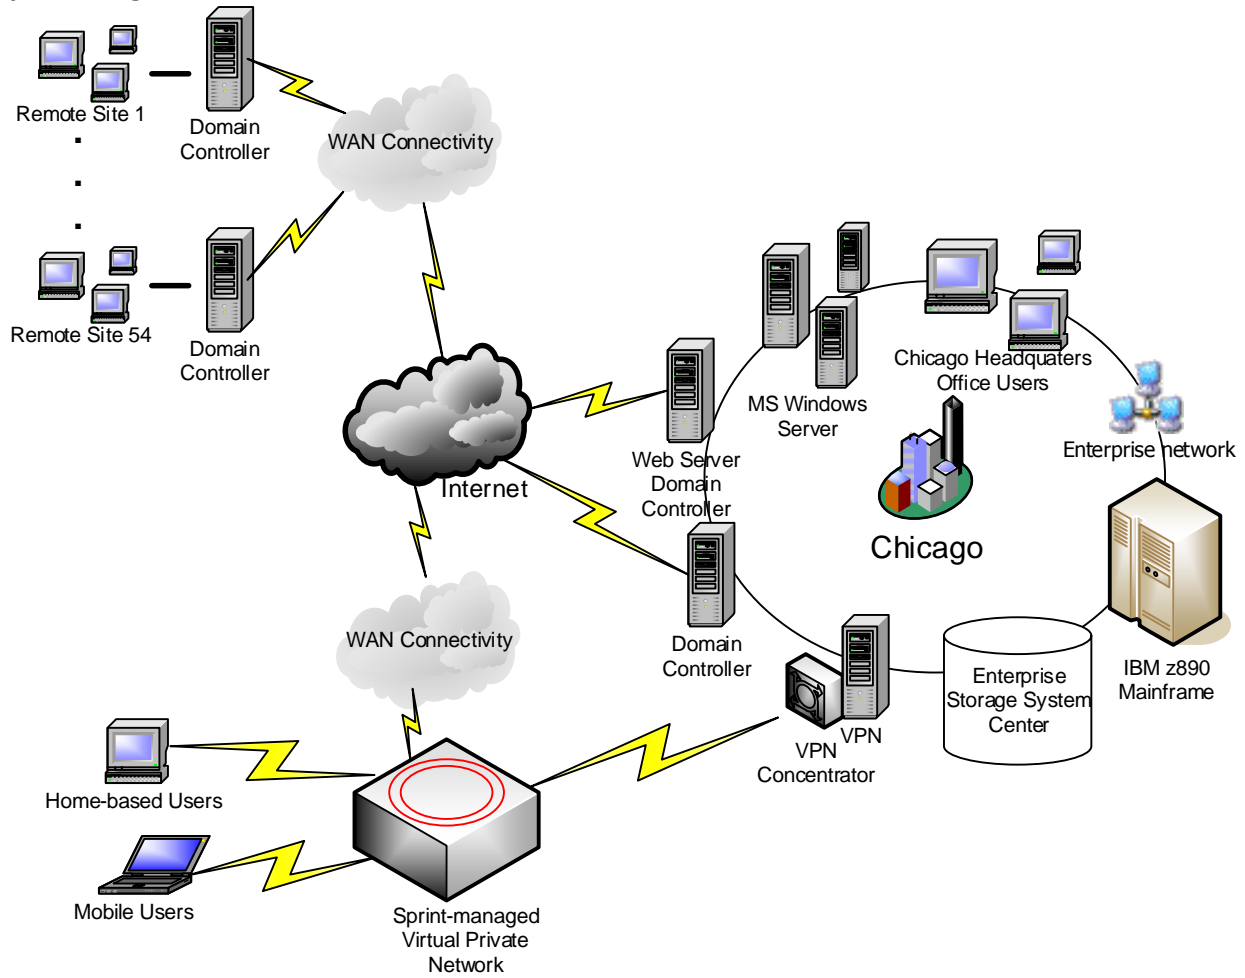 Remote Site 1
Domain
Controller
WAN Connectivity
Remote Site 54
Domain
Controller
Internet
Web Server
Domain
Controller
MS Windows
Server
Chicago Headquaters
Office Users
Enterprise network
Chicago
Domain
Controller
VPN
Concentrator
VPN
Enterprise
Storage System
Center
IBM z890
Mainframe
WAN Connectivity
Home-based Users
Mobile Users
Sprint-managed
Virtual Private
Network